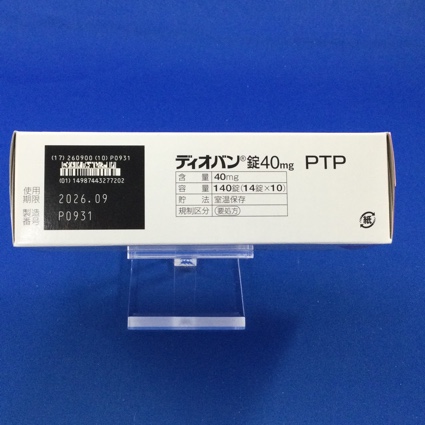 (17) 260900 (10) P0931
(01) 14987443277202
使用
期限 2026.09
製造
番号 P0931
ディオバン®錠40mg PTP
含量 40mg
容量 140錠(14錠×10)
貯法 室温保存
規制区分 要処方
紙